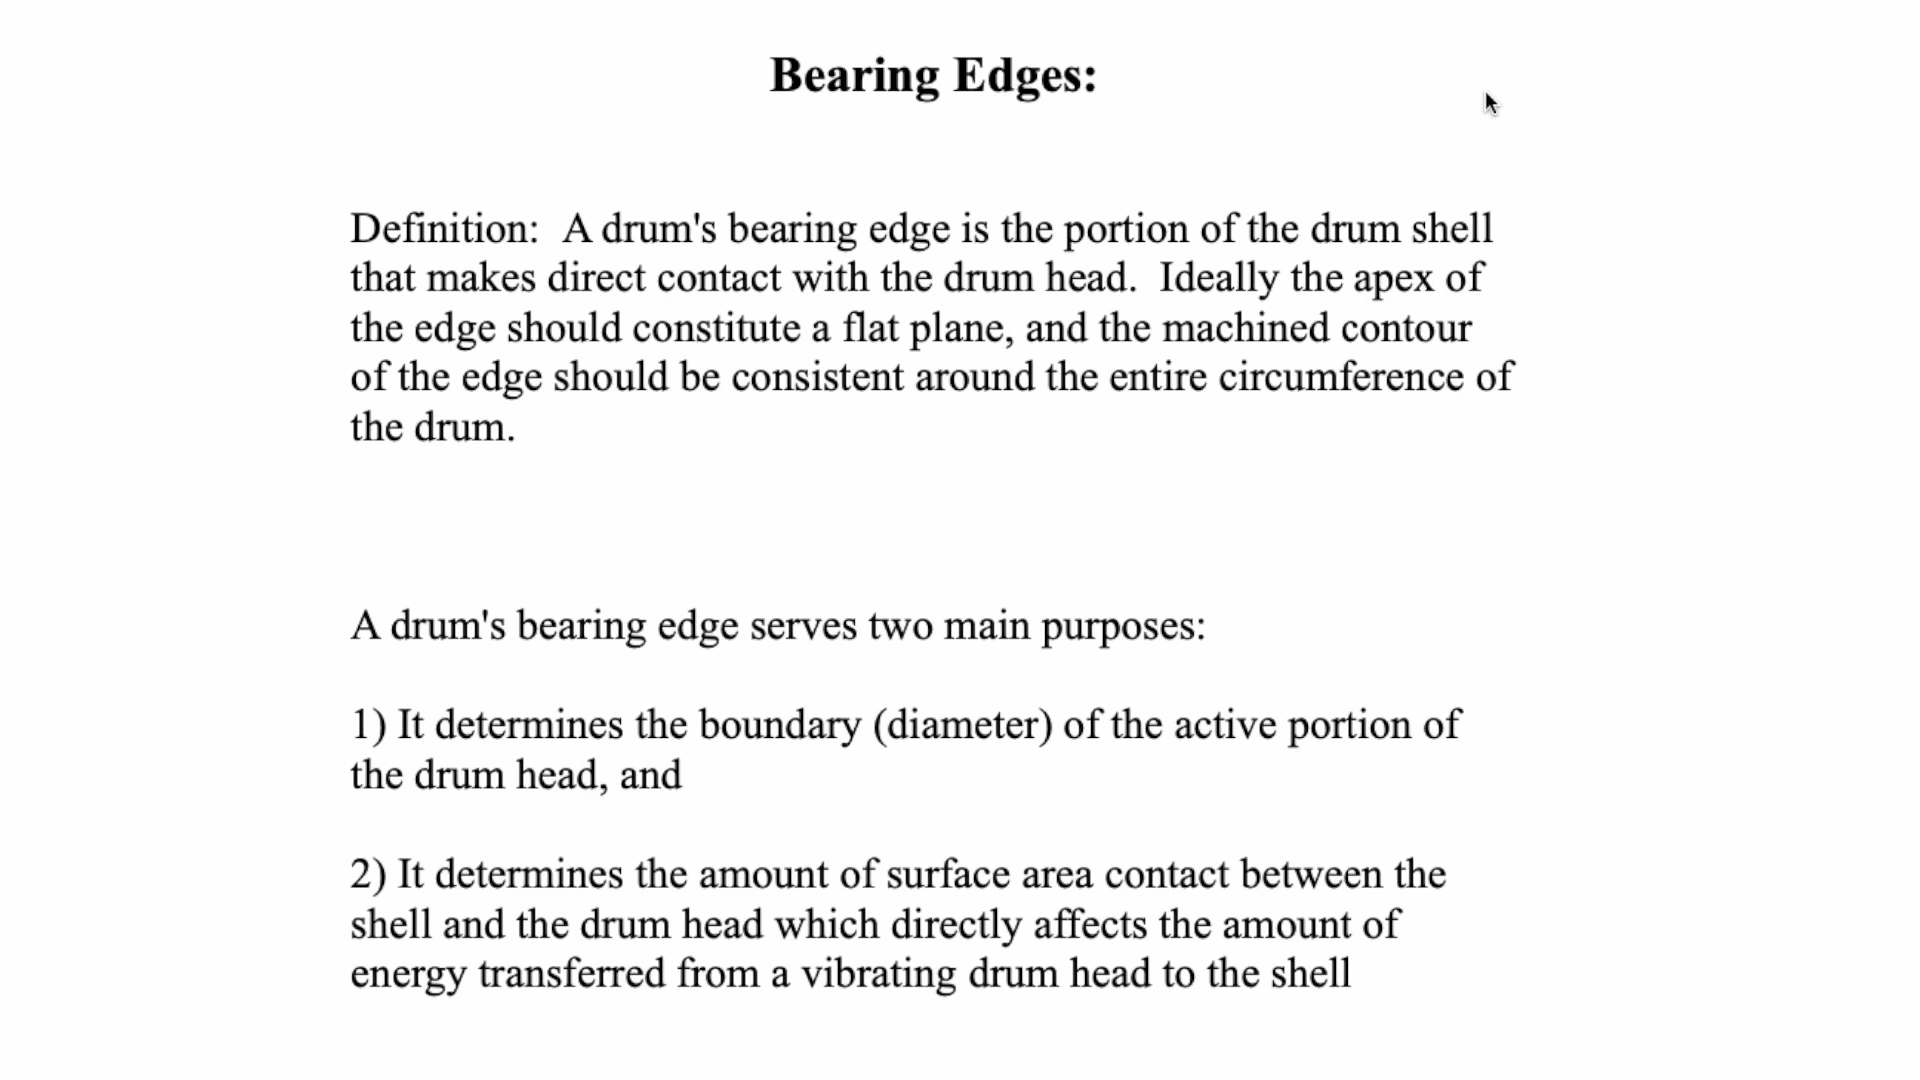 Bearing Edges:
Definition:  A drum's bearing edge is the portion of the drum shell
that makes direct contact with the drum head.  Ideally the apex of
the edge should constitute a flat plane, and the machined contour
of the edge should be consistent around the entire circumference of
the drum.
A drum's bearing edge serves two main purposes:
1) It determines the boundary (diameter) of the active portion of
the drum head, and
2) It determines the amount of surface area contact between the
shell and the drum head which directly affects the amount of
energy transferred from a vibrating drum head to the shell